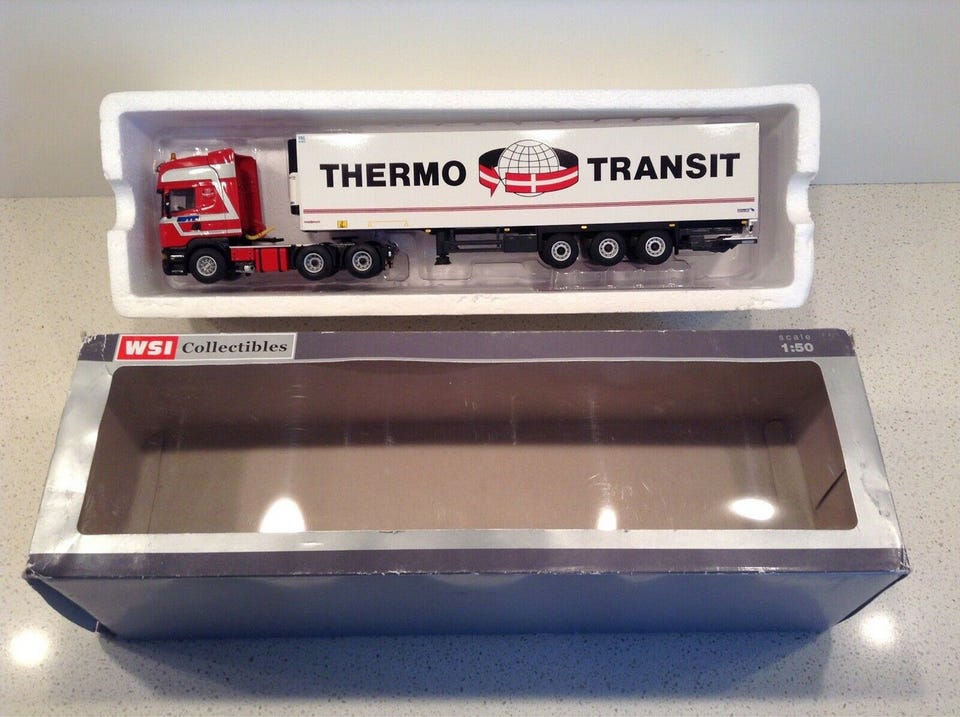 THERMO TRANSIT
WSI Collectibles
scale
1:50